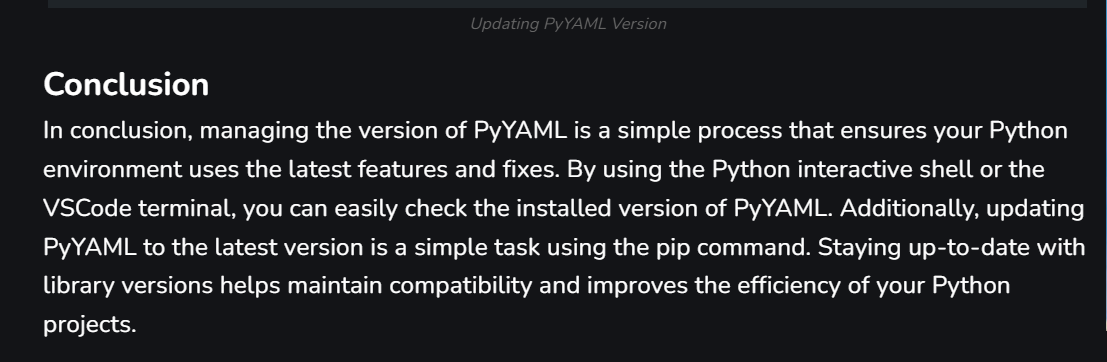 Updating PyYAML Version
Conclusion
In conclusion, managing the version of PyYAML is a simple process that ensures your Python
environment uses the latest features and fixes. By using the Python interactive shell or the
VSCode terminal, you can easily check the installed version of PyYAML. Additionally, updating
PyYAML to the latest version is a simple task using the pip command. Staying up-to-date with
library versions helps maintain compatibility and improves the efficiency of your Python
projects.